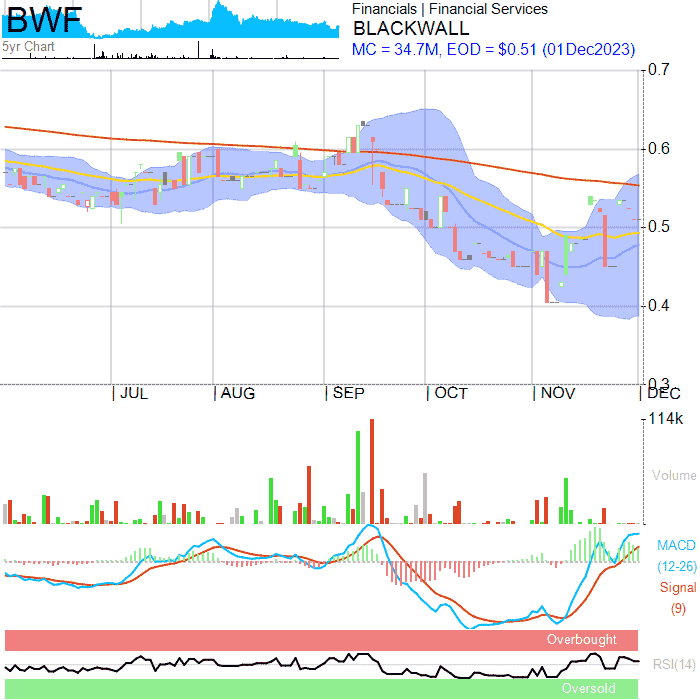 BWF
5yr Chart
Financials | Financial Services
BLACKWALL
MC = 34.7M, EOD = $0.51 (01Dec2023)
0.7
0.6
0.5
0.4
0.3
JUL AUG SEP OCT NOV DEC
114k
Volume
MACD
(12-26)
Signal
(9)
Overbought
RSI(14)
Oversold